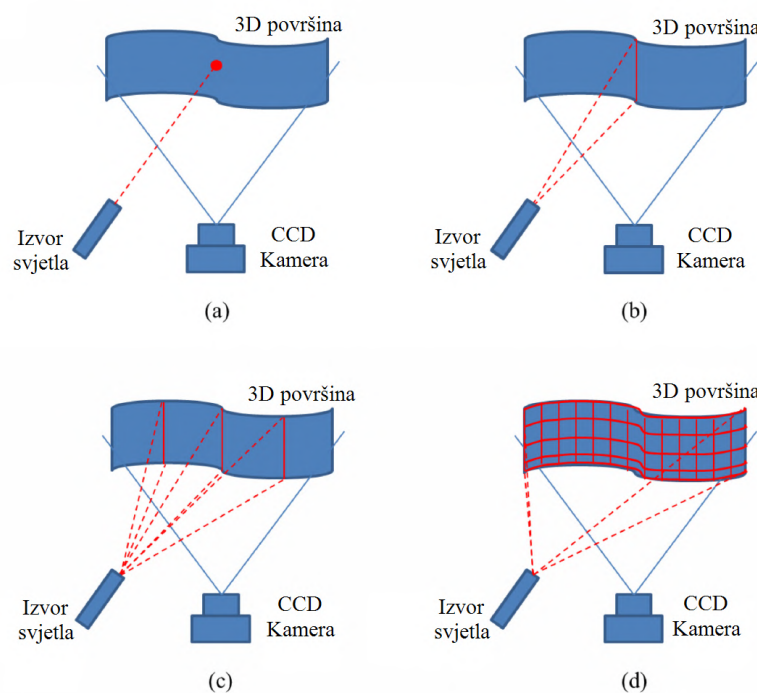 3D površina
Izvor
svjetla
CCD
Kamera
(a)
3D površina
Izvor
svjetla
CCD
Kamera
(b)
3D površina
Izvor
svjetla
CCD
Kamera
(c)
3D površina
Izvor
svjetla
CCD
Kamera
(d)